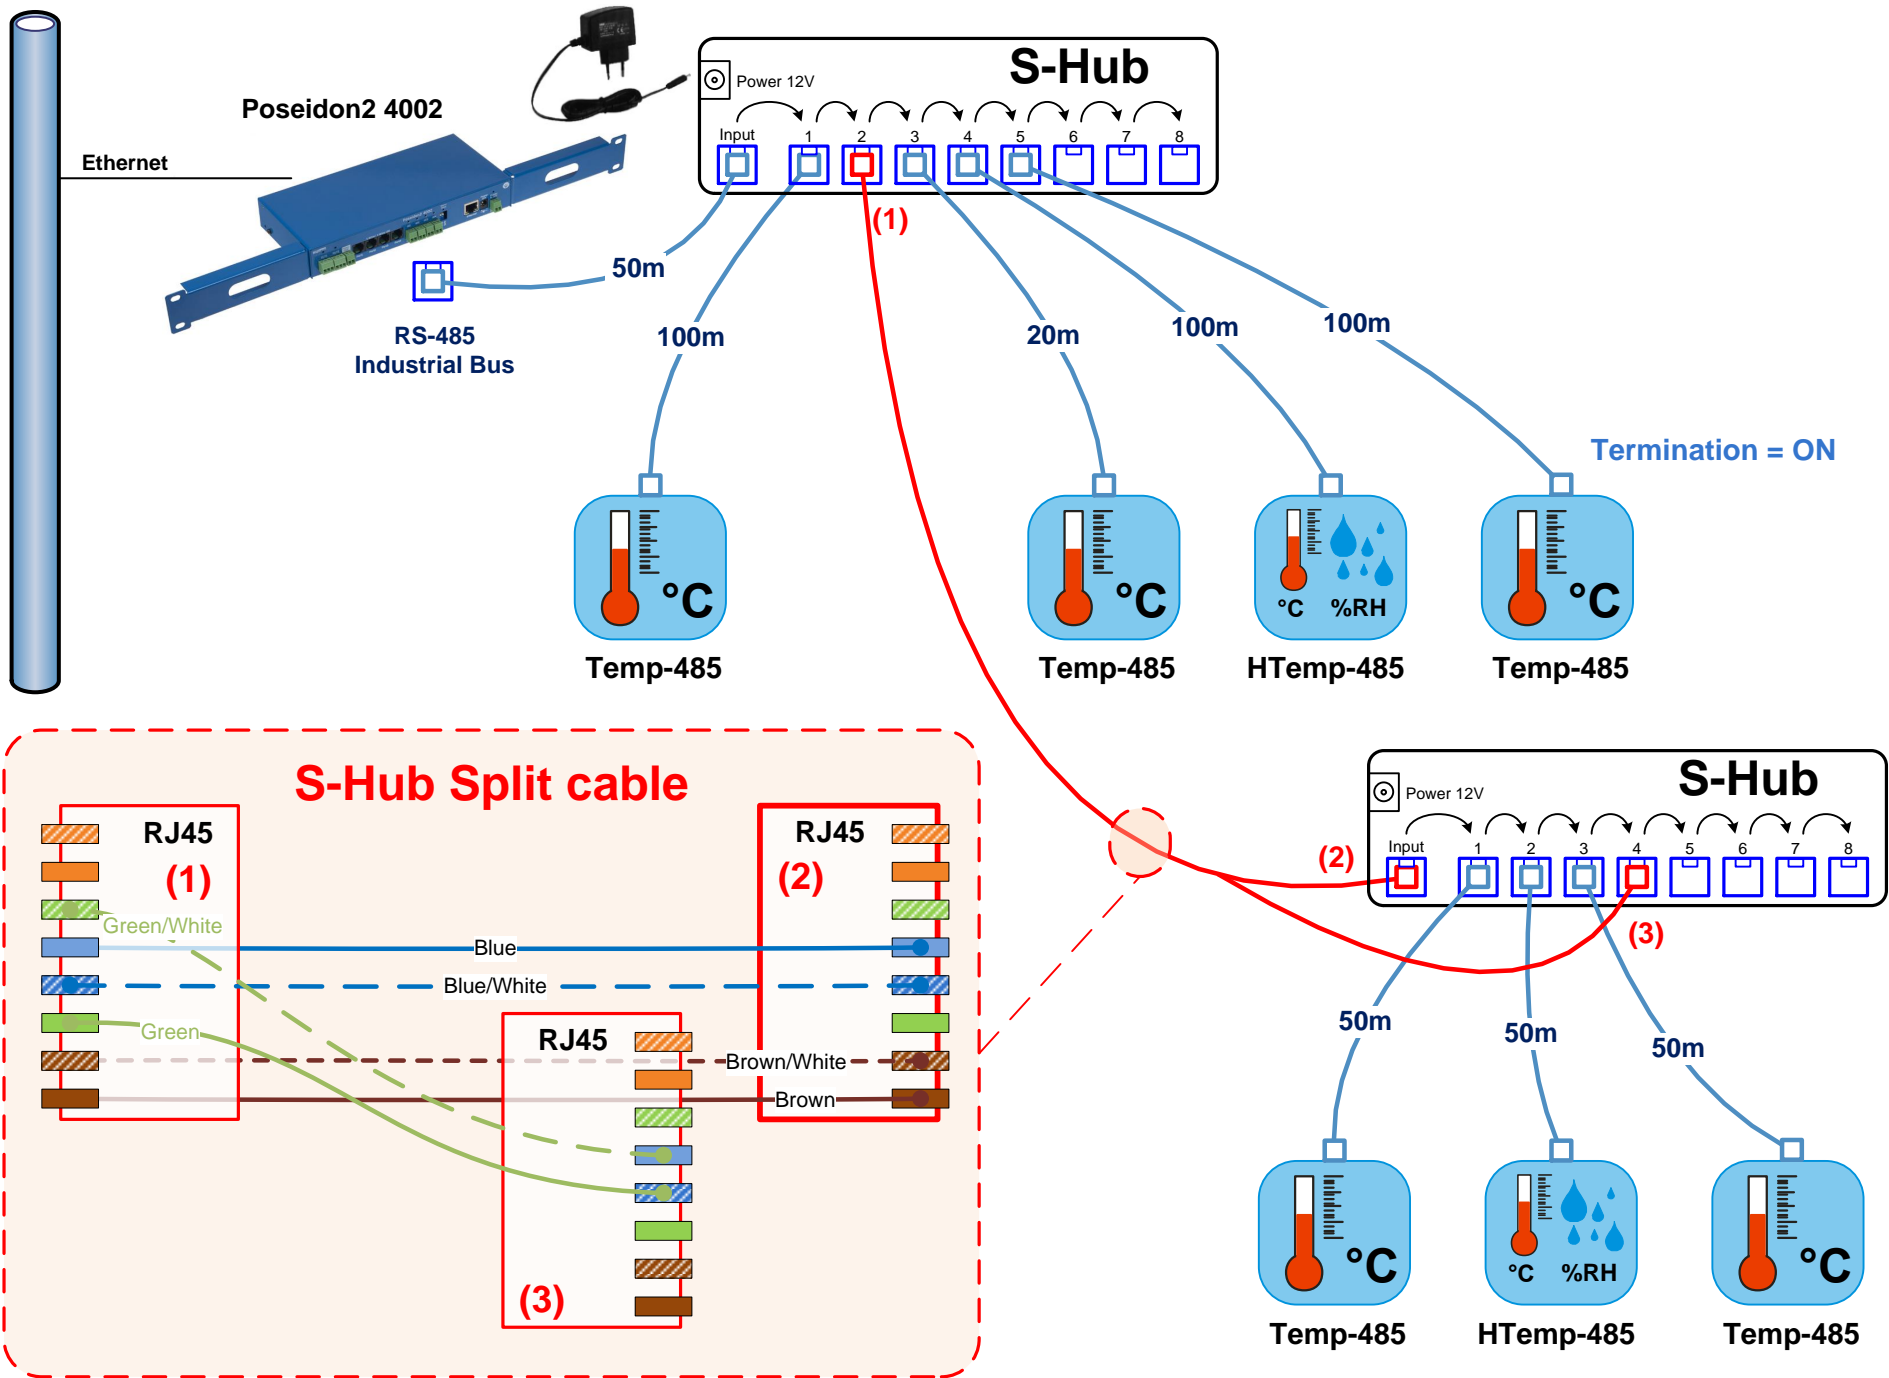 Poseidon2 4002
Ethernet
RS-485
Industrial Bus
S-Hub
Power 12V
Input 1 2 3 4 5 6 7 8
(1)
50m
100m
20m
100m
100m
Termination = ON
°C
°C
°C %RH
°C
Temp-485
Temp-485
HTemp-485
Temp-485
S-Hub Split cable
RJ45
(1)
RJ45
(2)
Green/White
Blue
Blue/White
Green
RJ45
Brown/White
Brown
(3)
S-Hub
Power 12V
Input 1 2 3 4 5 6 7 8
(2)
(3)
50m
50m
50m
°C
°C %RH
°C
Temp-485
HTemp-485
Temp-485